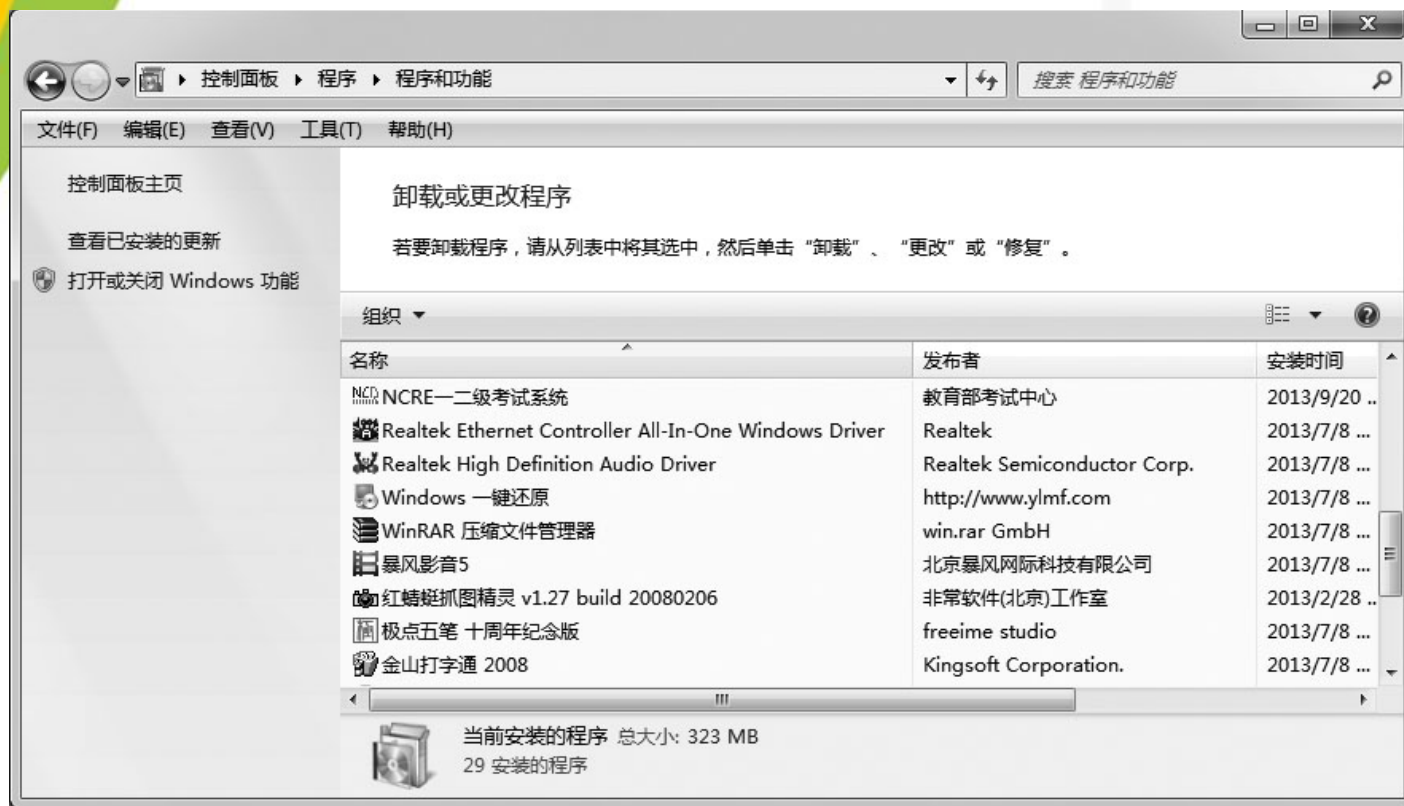 控制面板 ▸ 程序 ▸ 程序和功能
搜索 程序和功能
文件(F) 编辑(E) 查看(V) 工具(T) 帮助(H)
控制面板主页
查看已安装的更新
打开或关闭 Windows 功能
卸载或更改程序
若要卸载程序，请从列表中将其选中，然后单击“卸载”、“更改”或“修复”。
组织
名称 发布者 安装时间
NCRE一二级考试系统 教育部考试中心 2013/9/20 ..
Realtek Ethernet Controller All-In-One Windows Driver Realtek 2013/7/8 ...
Realtek High Definition Audio Driver Realtek Semiconductor Corp. 2013/7/8 ...
Windows 一键还原 http://www.ylmf.com 2013/7/8 ...
WinRAR 压缩文件管理器 win.rar GmbH 2013/7/8 ...
暴风影音5 北京暴风网际科技有限公司 2013/7/8 ...
红蜻蜓抓图精灵 v1.27 build 20080206 非常软件(北京)工作室 2013/2/28 ..
极点五笔 十周年纪念版 freeime studio 2013/7/8 ...
金山打字通 2008 Kingsoft Corporation. 2013/7/8 ...
当前安装的程序 总大小: 323 MB
29 安装的程序